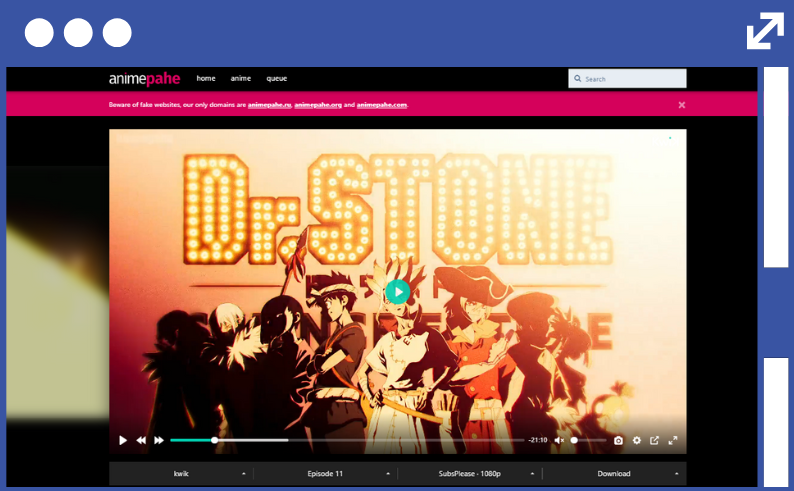 animepahe home anime queue Search
Beware of fake websites, our only domains are animepahe.ru, animepahe.org and animepahe.com.
Dr.STONE
-21:10
kwik Episode 11 SubsPlease · 1080p Download